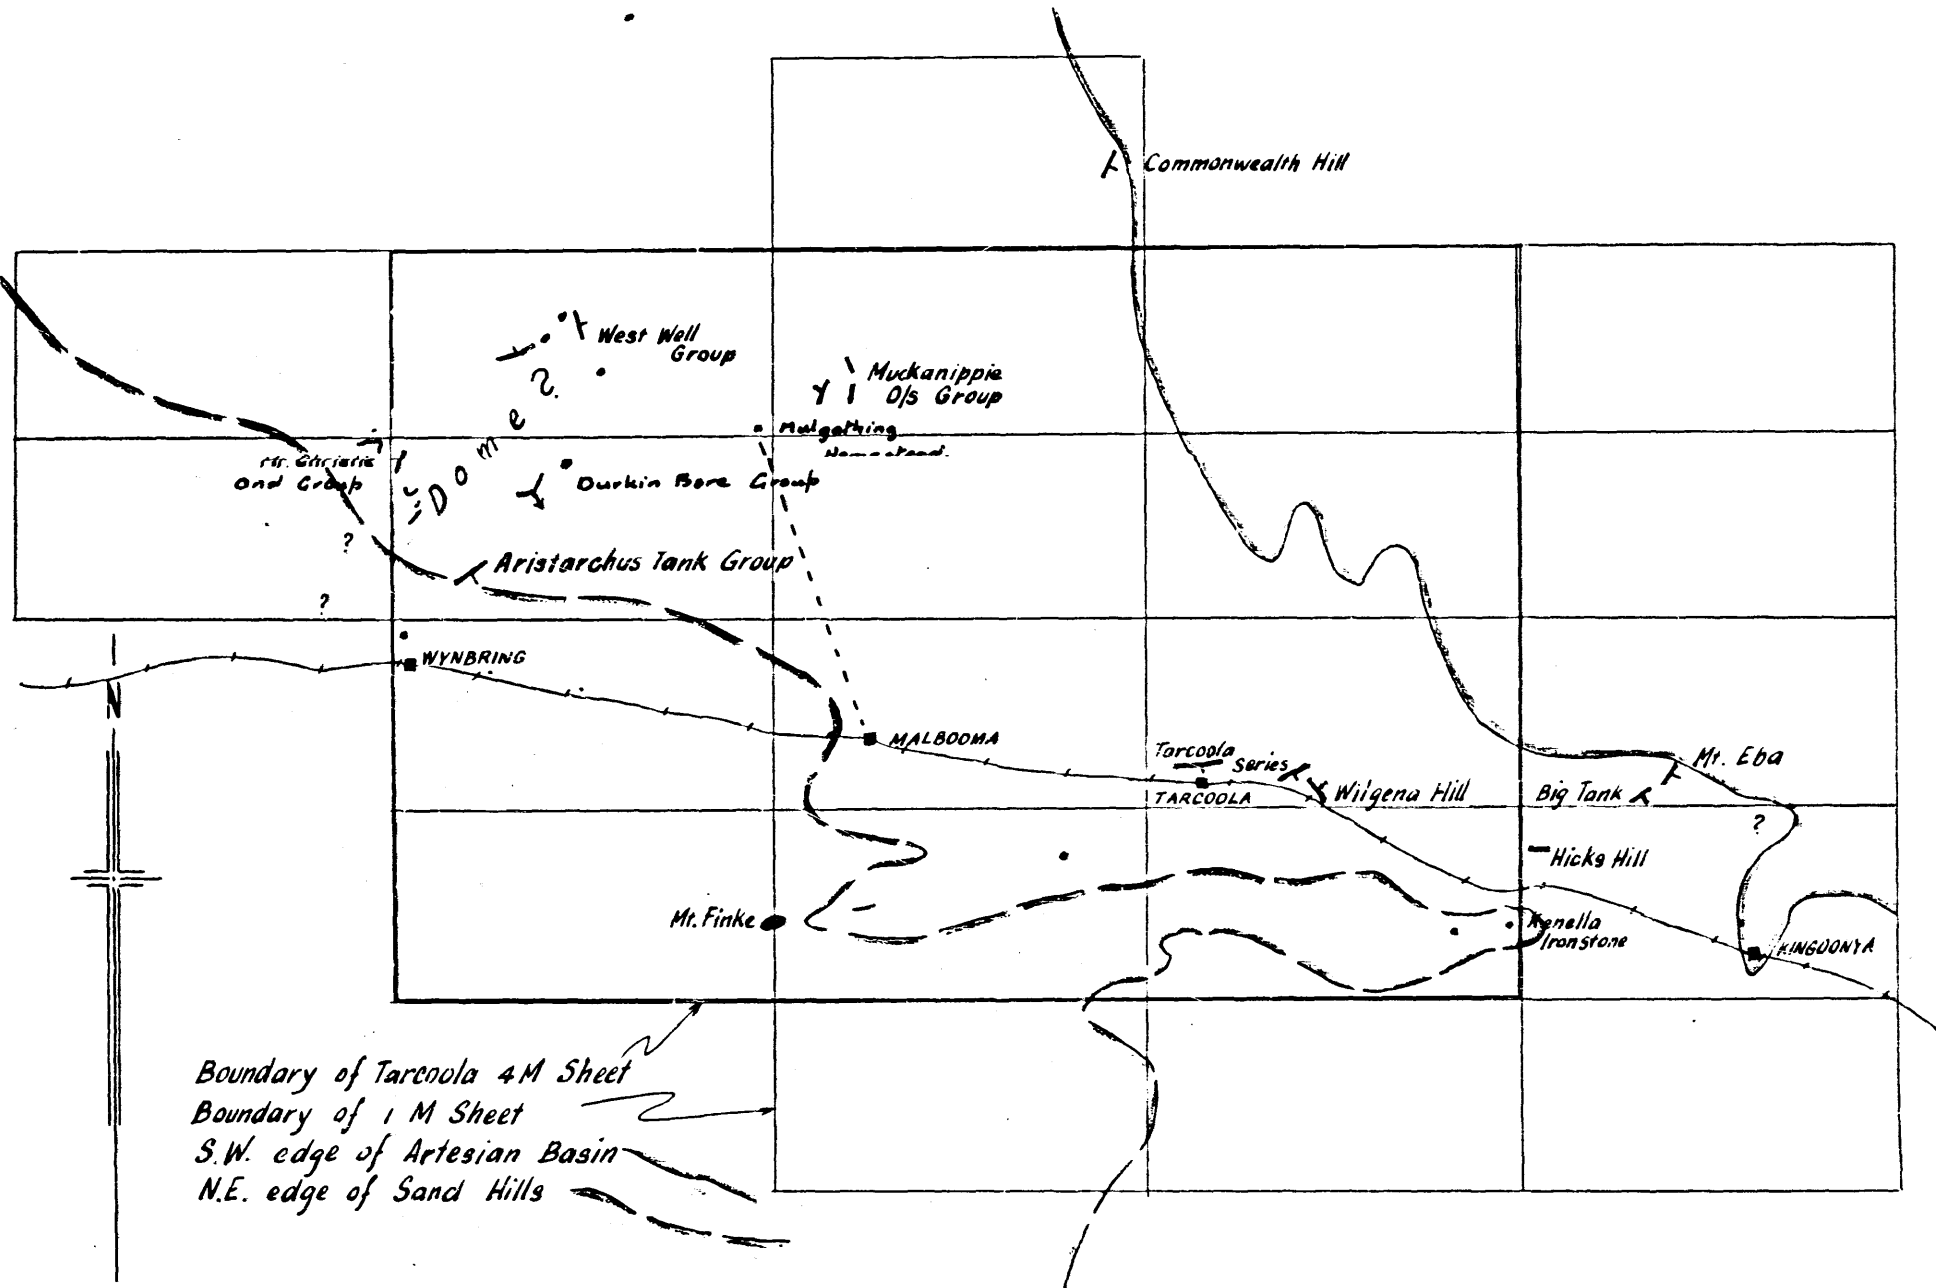 Commonwealth Hill
West Well
Group
?
Muckanippie
O/s Group
Mulgathing
Homestead.
Mt. Christie
and Group
Dome
Durkin Bore Group
?
Aristarchus Tank Group
?
WYNBRING
N
MALBOOMA
Tarcoola
Series
TARCOOLA
Wilgena Hill
Mt. Eba
Big Tank
?
Hicks Hill
Mt. Finke
Kenella
Ironstone
KINGOONYA
Boundary of Tarcoola 4M Sheet
Boundary of 1 M Sheet
S.W. edge of Artesian Basin
N.E. edge of Sand Hills